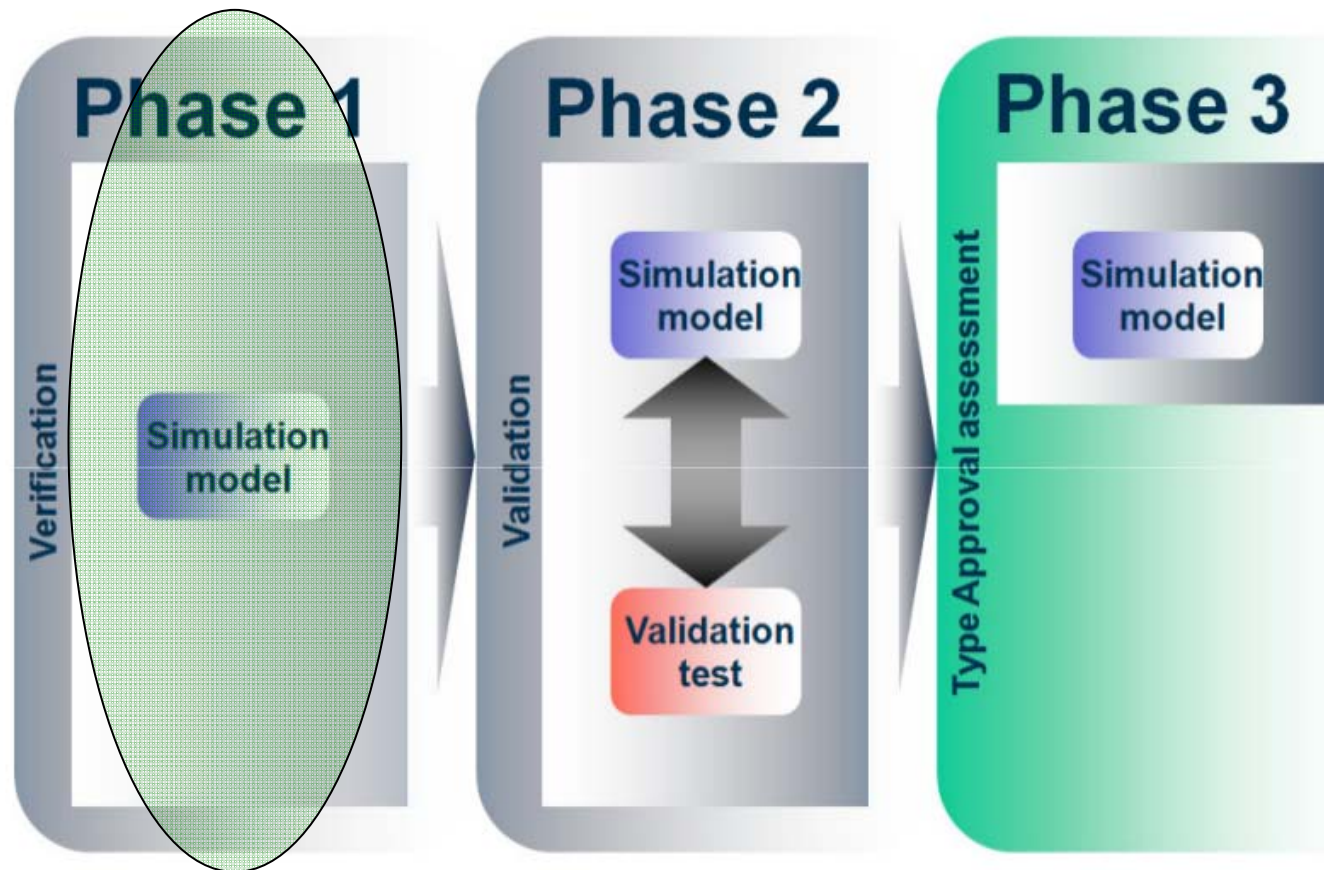 Phase 1
Verification
Simulation
model
Phase 2
Validation
Simulation
model
Validation
test
Phase 3
Type Approval assessment
Simulation
model